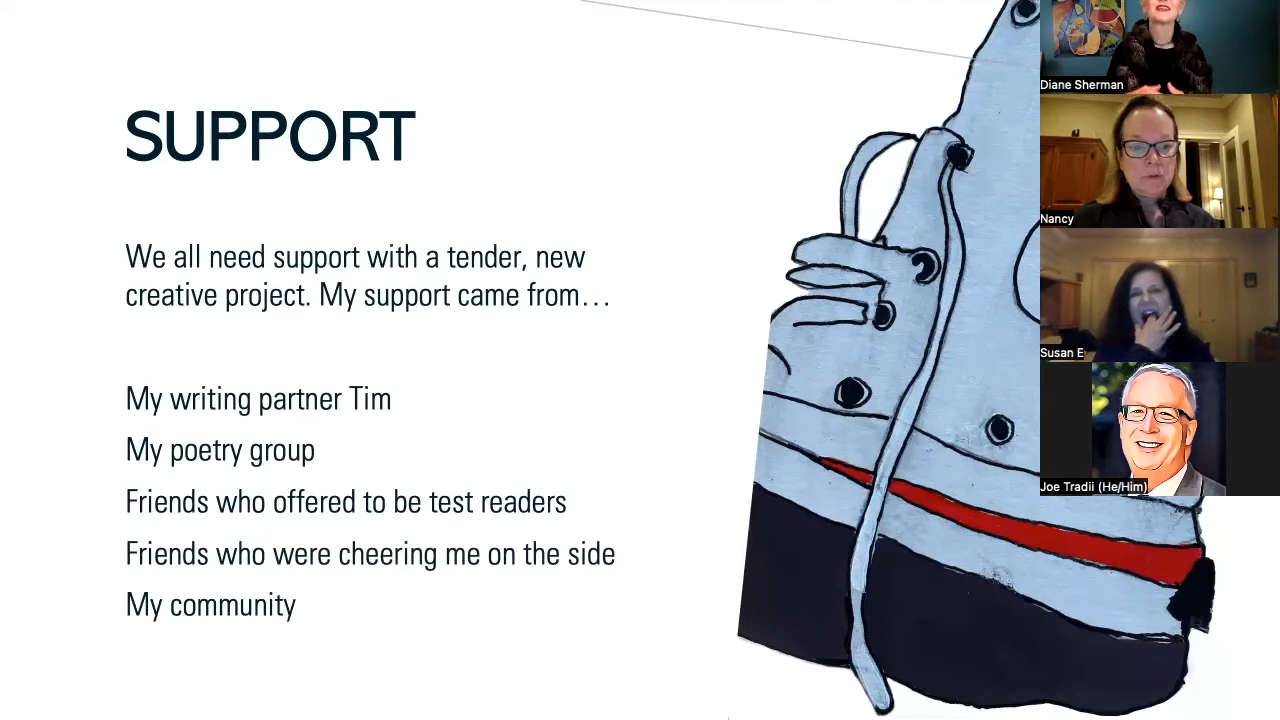 SUPPORT
We all need support with a tender, new
creative project. My support came from...
My writing partner Tim
My poetry group
Friends who offered to be test readers
Friends who were cheering me on the side
My community
Diane Sherman
Nancy
Susan E
Joe Tradii (He/Him)